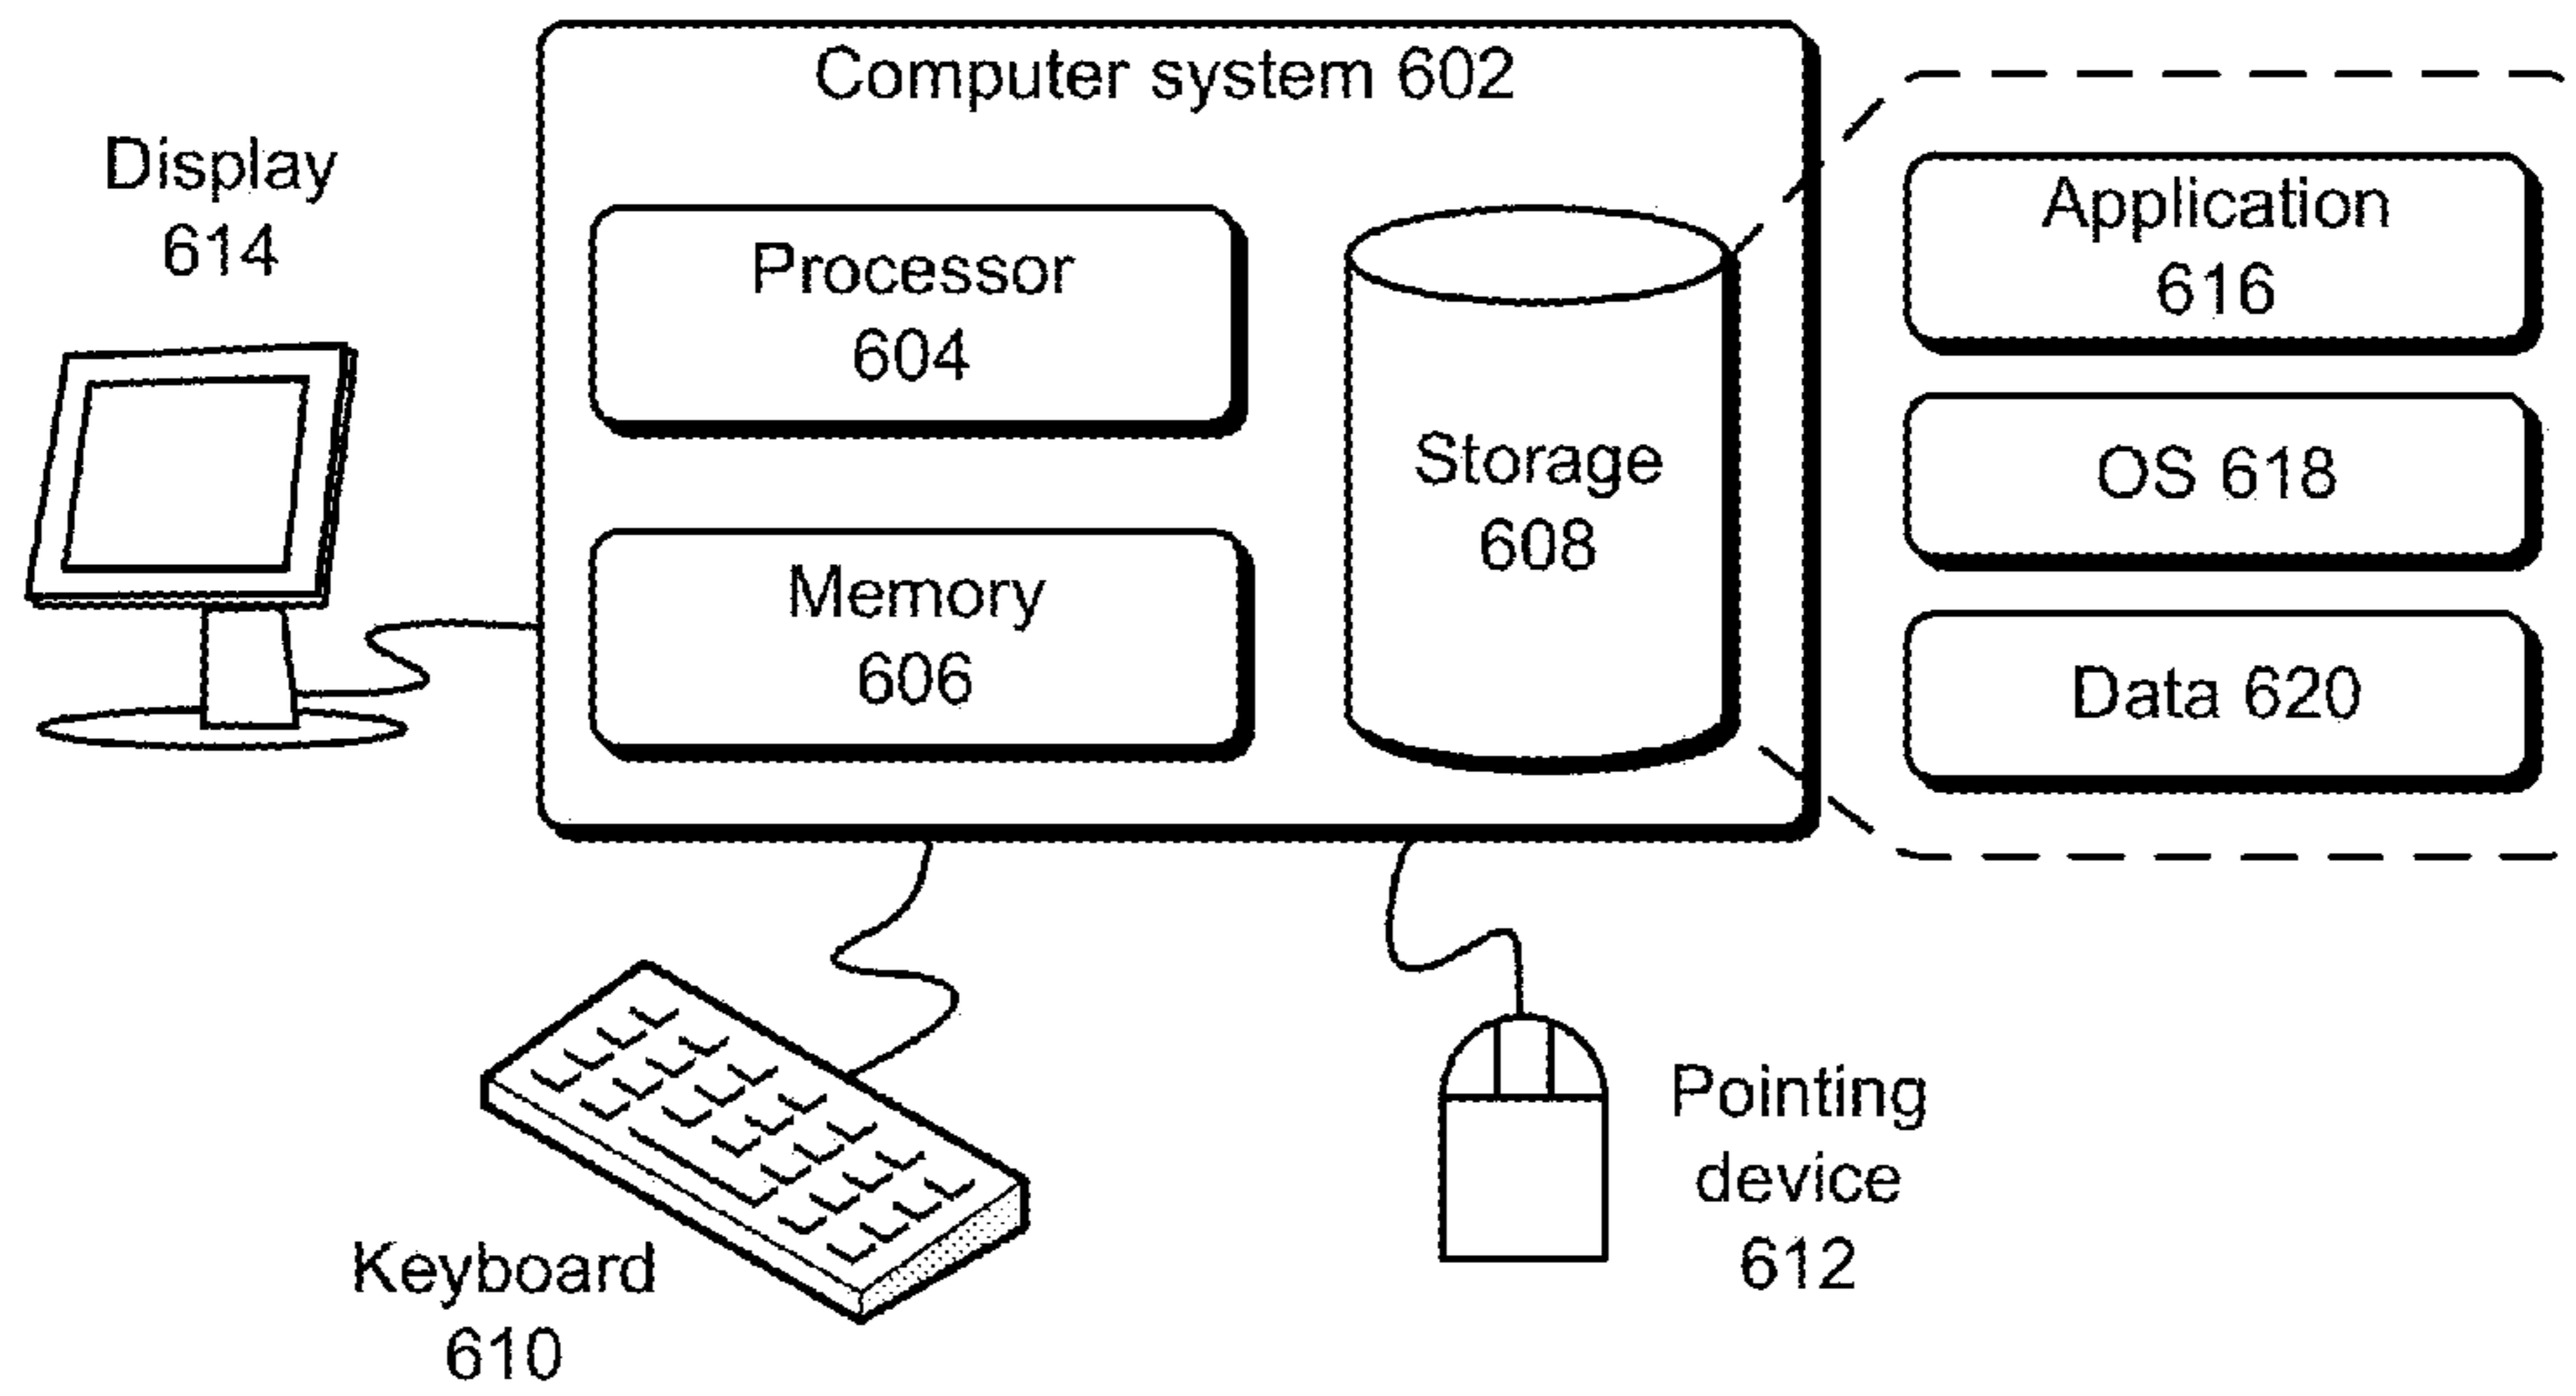 Computer system 602
Display
614
Processor
604
Memory
606
Storage
608
Application
616
OS 618
Data 620
Keyboard
610
Pointing
device
612